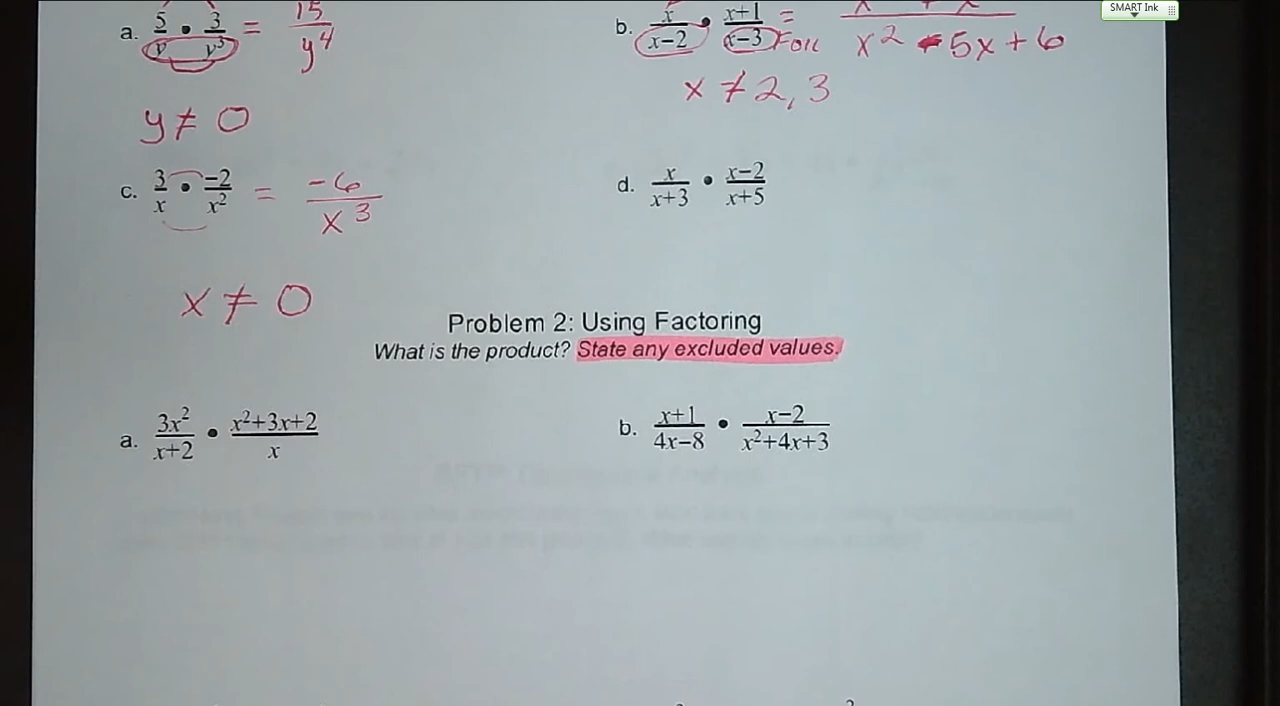 SMART Ink
a. 5/y • 3/y³ = 15/y⁴
b. x/x−2 • x+1/x−3 Foil = x² - 5x + 6
y ≠ 0
x ≠ 2, 3
c. 3/x • −2/x² = −6/x³
d. x/x+3 • x−2/x+5
x ≠ 0
Problem 2: Using Factoring
What is the product? State any excluded values.
a. 3x²/x+2 • x²+3x+2/x
b. x+1/4x−8 • x−2/x²+4x+3